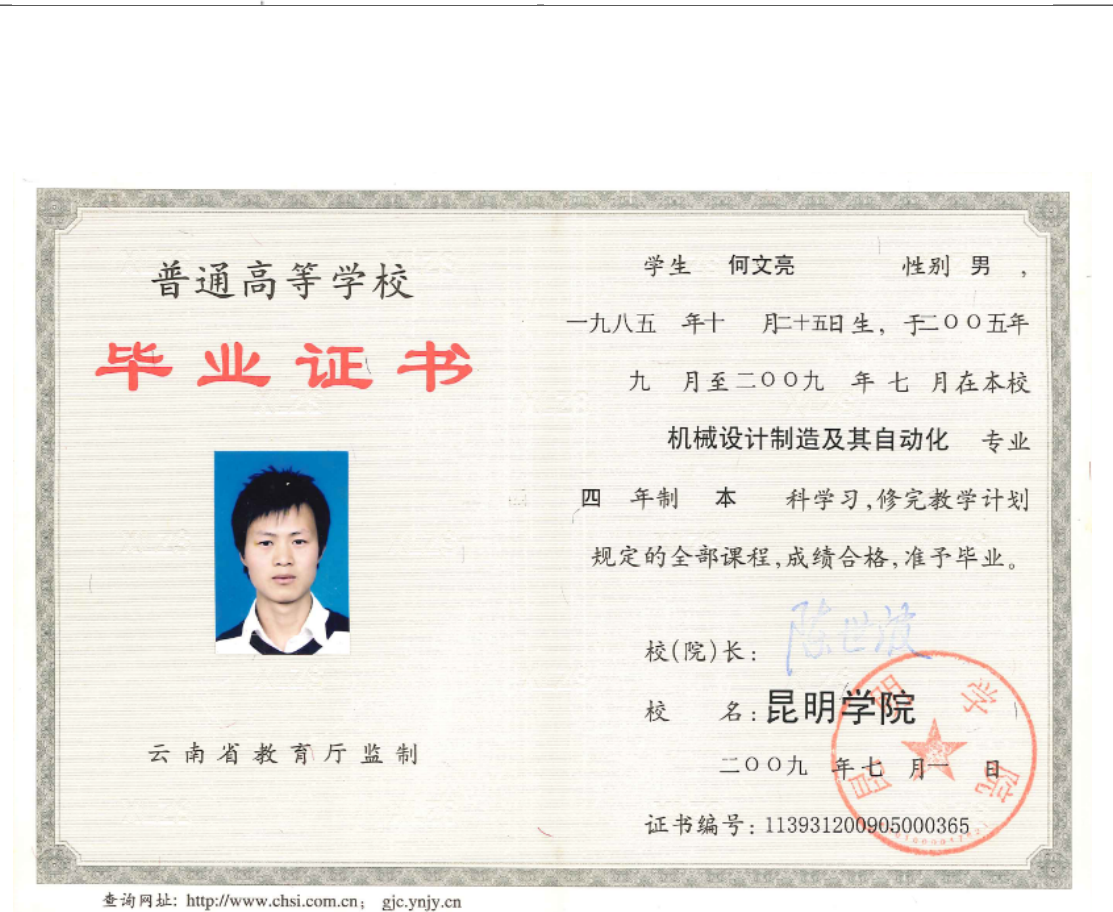 普通高等学校
毕业证书
云南省教育厅监制
学生 何文亮 性别 男 ,
一九八五 年十 月二十五日生, 于二〇〇五年
九 月至二〇〇九 年 七 月在本校
机械设计制造及其自动化 专业
四 年制 本 科学习,修完教学计划
规定的全部课程,成绩合格,准予毕业。
校(院)长: 陈世波
校 名: 昆明学院
二〇〇九 年七 月一 日
昆明学院
证书编号: 113931200905000365
查询网址: http://www.chsi.com.cn; gjc.ynjy.cn